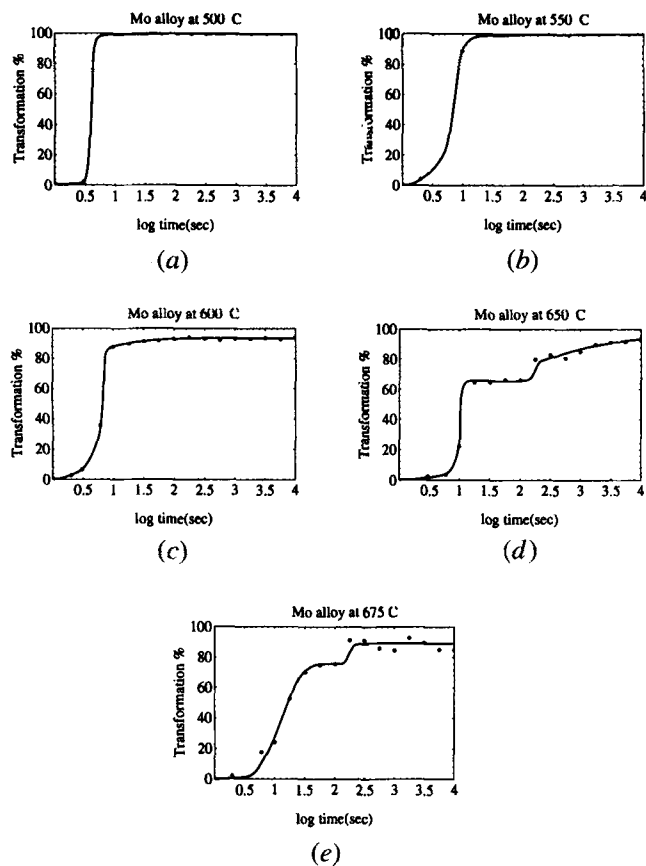 Mo alloy at 500 C
Transformation %
100
80
60
40
20
0
0.5 1 1.5 2 2.5 3 3.5 4
log time(sec)
(a)
Mo alloy at 550 C
Transformation %
100
80
60
40
20
0
0.5 1 1.5 2 2.5 3 3.5 4
log time(sec)
(b)
Mo alloy at 600 C
Transformation %
100
80
60
40
20
0
0.5 1 1.5 2 2.5 3 3.5 4
log time(sec)
(c)
Mo alloy at 650 C
Transformation %
100
80
60
40
20
0
0.5 1 1.5 2 2.5 3 3.5 4
log time(sec)
(d)
Mo alloy at 675 C
Transformation %
100
80
60
40
20
0
0.5 1 1.5 2 2.5 3 3.5 4
log time(sec)
(e)